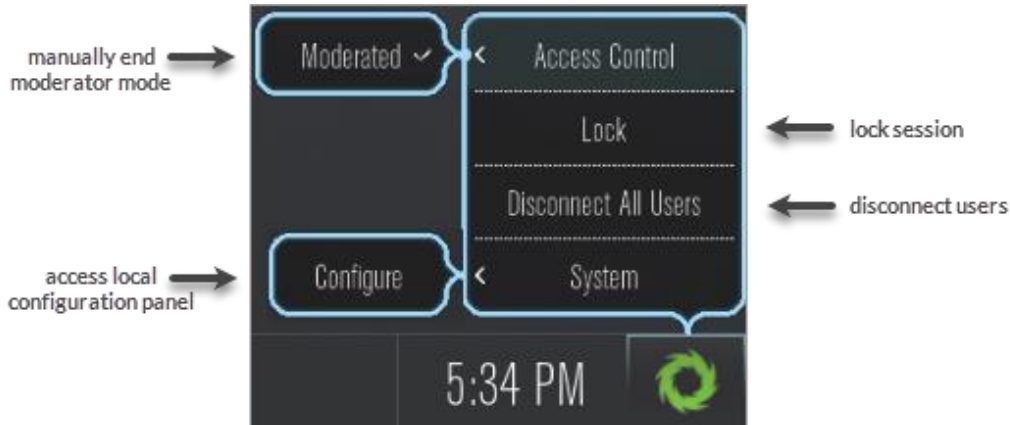 manually end
moderator mode
Moderated ✓
< Access Control
Lock
lock session
Disconnect All Users
disconnect users
access local
configuration panel
Configure
< System
5:34 PM